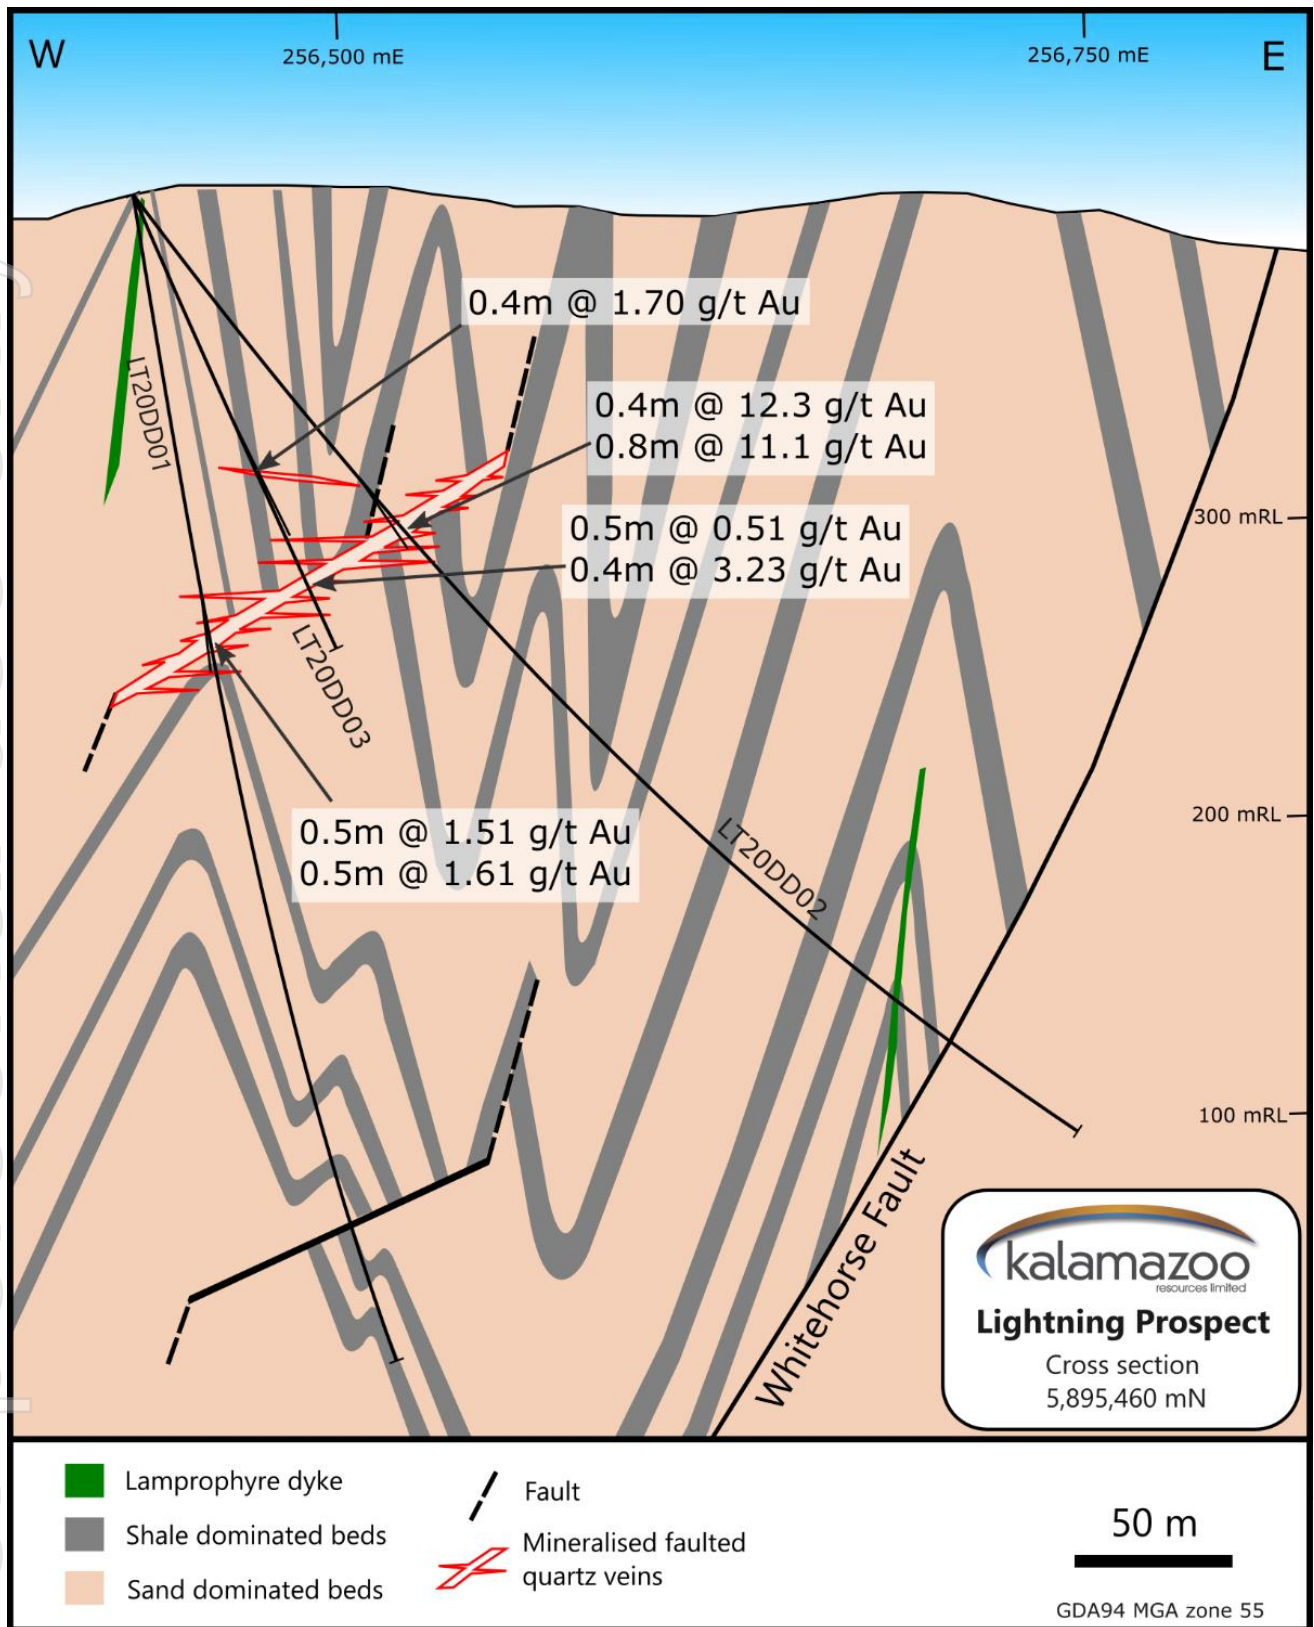 W
256,500 mE
256,750 mE
E
0.4m @ 1.70 g/t Au
0.4m @ 12.3 g/t Au
0.8m @ 11.1 g/t Au
LT20DD01
300 mRL
0.5m @ 0.51 g/t Au
0.4m @ 3.23 g/t Au
LT20DD03
200 mRL
0.5m @ 1.51 g/t Au
0.5m @ 1.61 g/t Au
LT20DD02
100 mRL
Whitehorse Fault
kalamazoo
resources limited
Lightning Prospect
Cross section
5,895,460 mN
Lamprophyre dyke
Shale dominated beds
Sand dominated beds
Fault
Mineralised faulted
quartz veins
50 m
GDA94 MGA zone 55